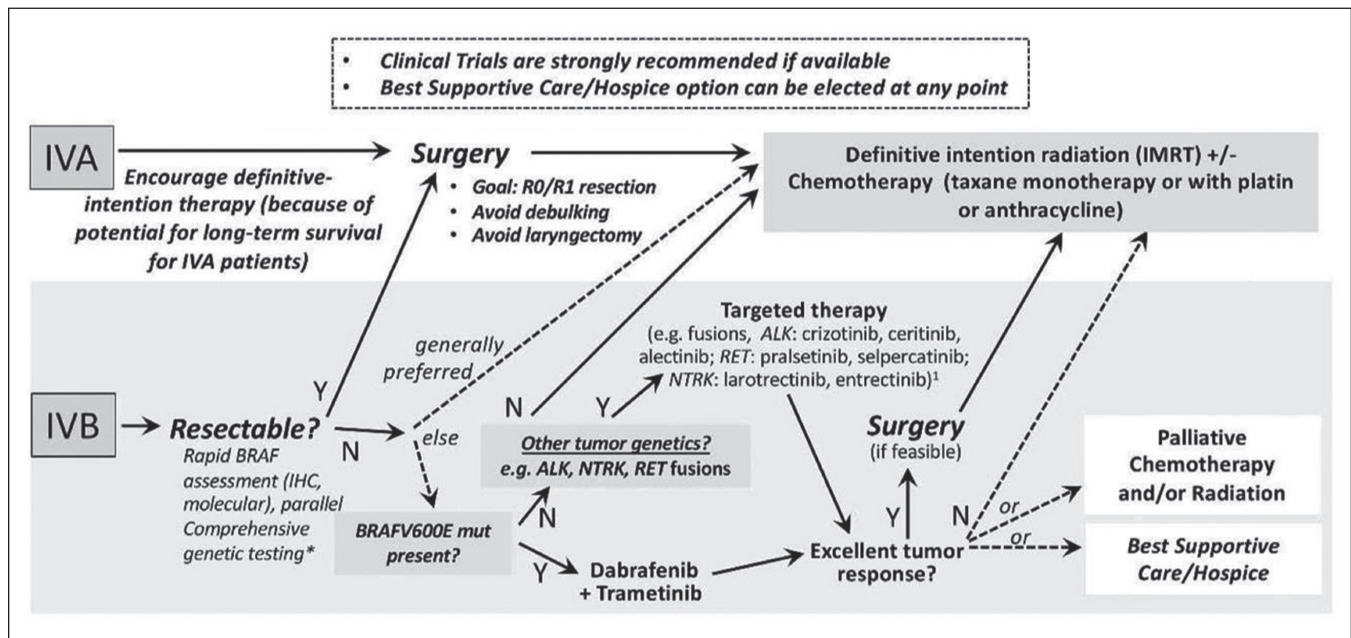 • Clinical Trials are strongly recommended if available
• Best Supportive Care/Hospice option can be elected at any point
IVA
Encourage definitive-
intention therapy (because of
potential for long-term survival
for IVA patients)
Surgery
• Goal: R0/R1 resection
• Avoid debulking
• Avoid laryngectomy
Definitive intention radiation (IMRT) +/-
Chemotherapy (taxane monotherapy or with platin
or anthracycline)
IVB
Resectable?
Rapid BRAF
assessment (IHC,
molecular), parallel
Comprehensive
genetic testing*
Y
N
generally
preferred
else
BRAFV600E mut
present?
N
Y
Other tumor genetics?
e.g. ALK, NTRK, RET fusions
N
Y
Targeted therapy
(e.g. fusions, ALK: crizotinib, ceritinib,
alectinib; RET: pralsetinib, selpercatinib;
NTRK: larotrectinib, entrectinib)¹
Dabrafenib
+ Trametinib
Excellent tumor
response?
Y
N
Surgery
(if feasible)
or
or
Palliative
Chemotherapy
and/or Radiation
Best Supportive
Care/Hospice